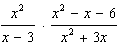 x²/(x − 3) · (x² − x − 6)/(x² + 3x)